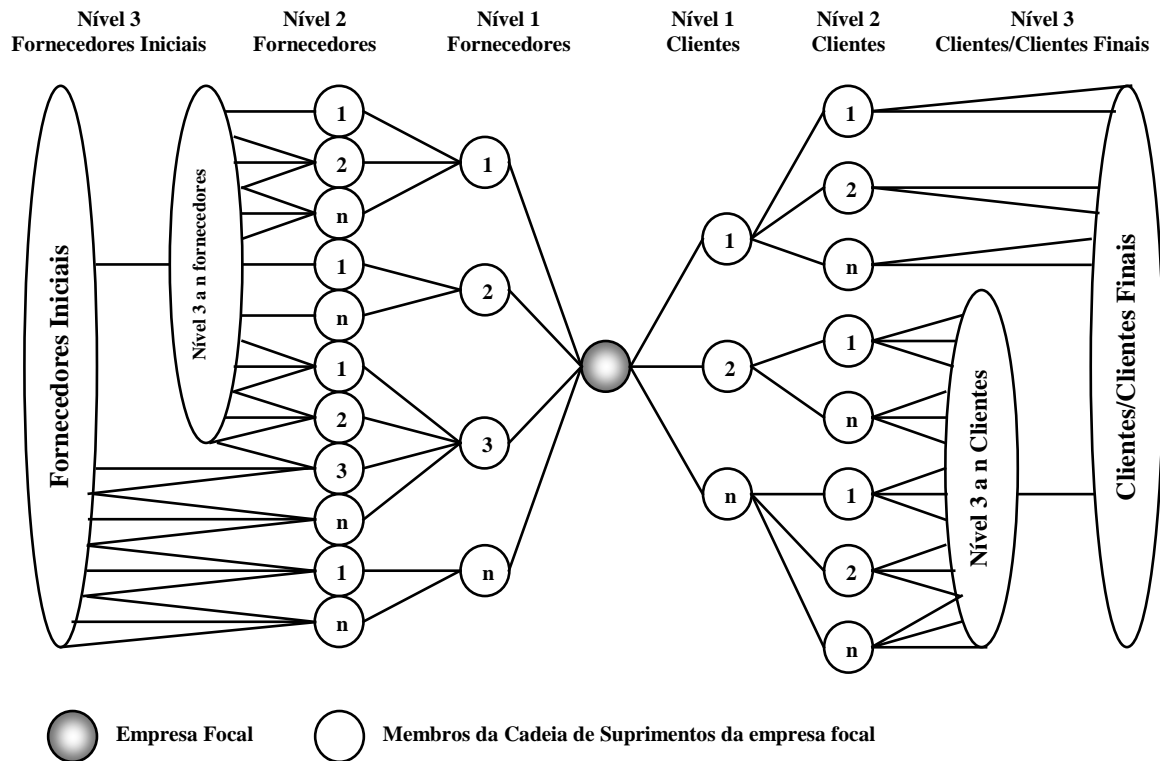 Nível 3
Fornecedores Iniciais
Nível 2
Fornecedores
Nível 1
Fornecedores
Nível 1
Clientes
Nível 2
Clientes
Nível 3
Clientes/Clientes Finais
Fornecedores Iniciais
Nível 3 a n fornecedores
1
2
n
1
n
1
2
3
n
1
n
1
2
3
n
1
2
n
1
2
n
1
n
1
2
n
Nível 3 a n Clientes
Clientes/Clientes Finais
Empresa Focal
Membros da Cadeia de Suprimentos da empresa focal